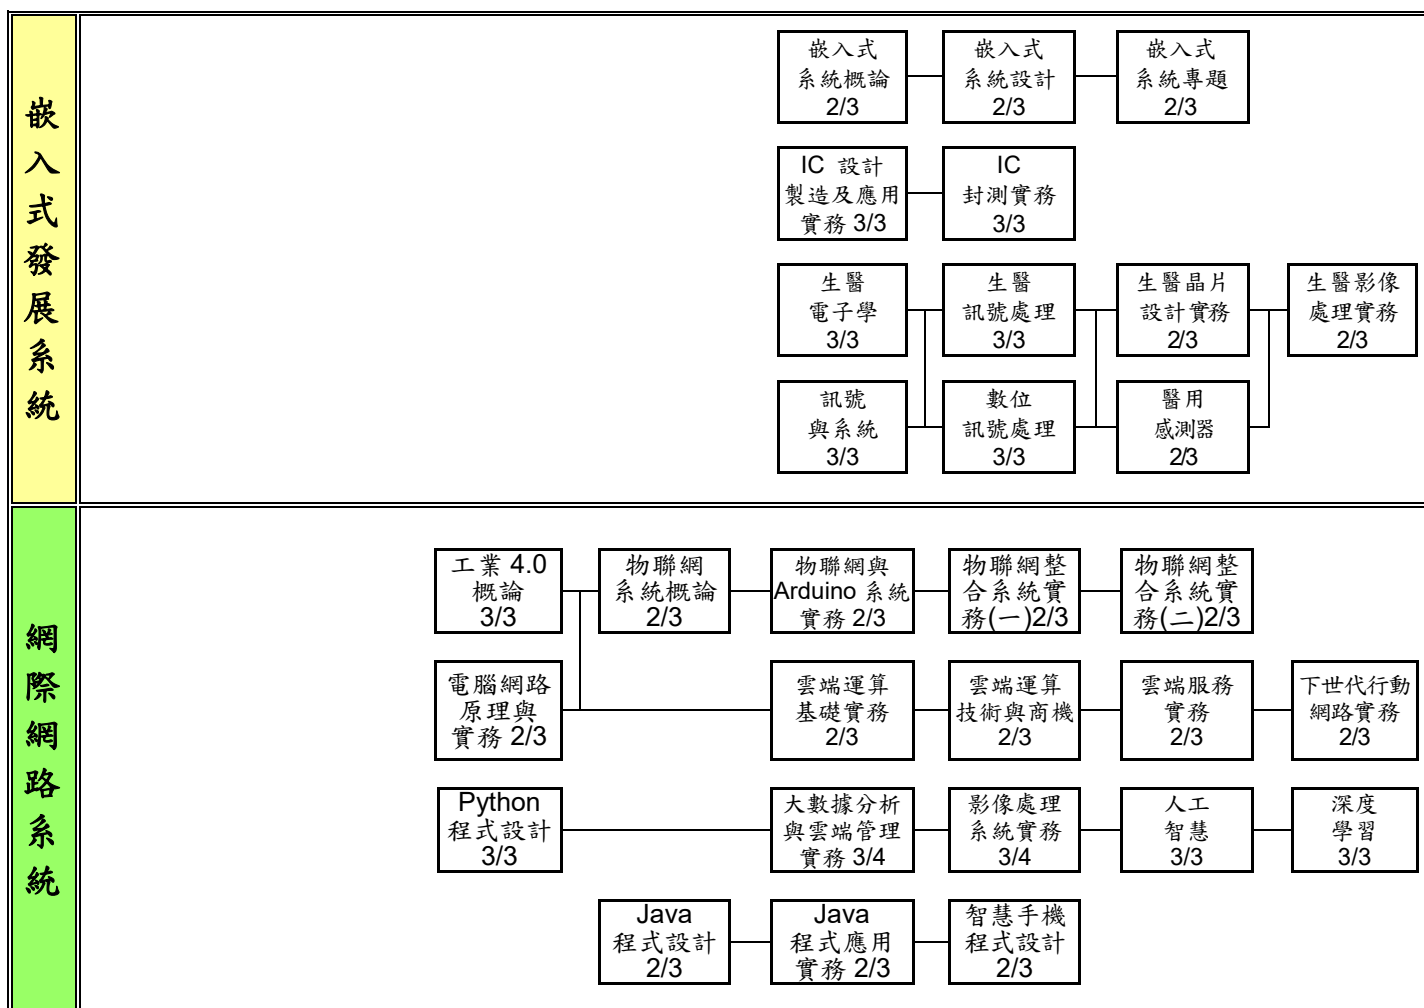 嵌入式發展系統
嵌入式
系統概論
2/3
嵌入式
系統設計
2/3
嵌入式
系統專題
2/3
IC 設計
製造及應用
實務 3/3
IC
封測實務
3/3
生醫
電子學
3/3
生醫
訊號處理
3/3
生醫晶片
設計實務
2/3
生醫影像
處理實務
2/3
訊號
與系統
3/3
數位
訊號處理
3/3
醫用
感測器
2/3
網際網路系統
工業 4.0
概論
3/3
物聯網
系統概論
2/3
物聯網與
Arduino 系統
實務 2/3
物聯網整
合系統實
務(一)2/3
物聯網整
合系統實
務(二)2/3
電腦網路
原理與
實務 2/3
雲端運算
基礎實務
2/3
雲端運算
技術與商機
2/3
雲端服務
實務
2/3
下世代行動
網路實務
2/3
Python
程式設計
3/3
大數據分析
與雲端管理
實務 3/4
影像處理
系統實務
3/4
人工
智慧
3/3
深度
學習
3/3
Java
程式設計
2/3
Java
程式應用
實務 2/3
智慧手機
程式設計
2/3